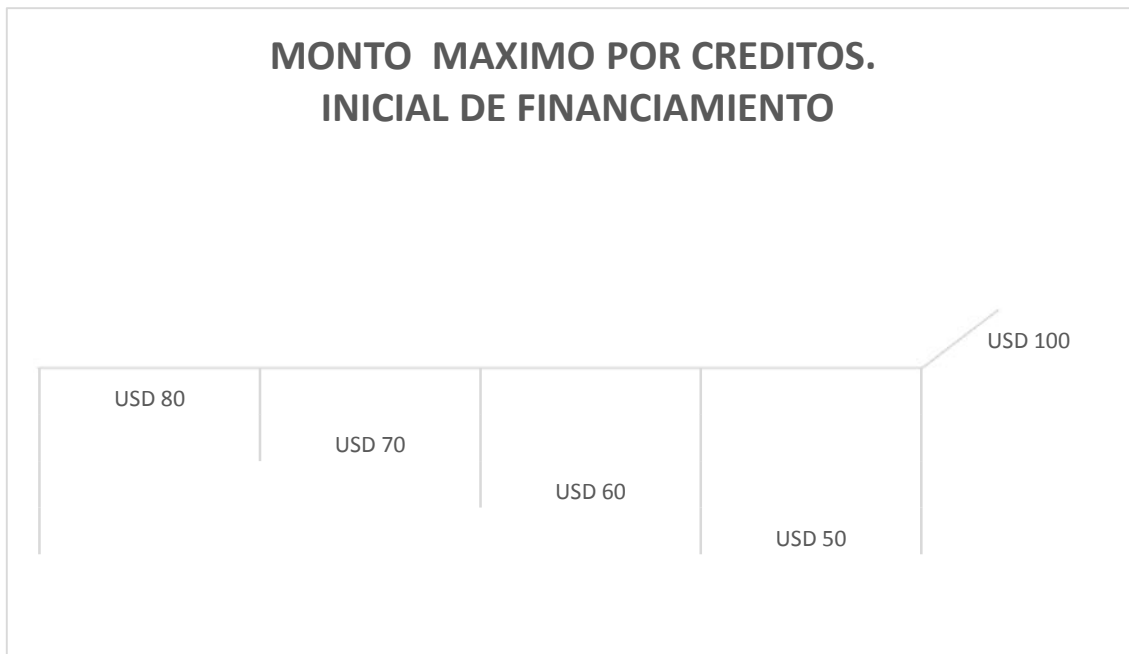 MONTO MAXIMO POR CREDITOS.
INICIAL DE FINANCIAMIENTO
USD 100
USD 80
USD 70
USD 60
USD 50